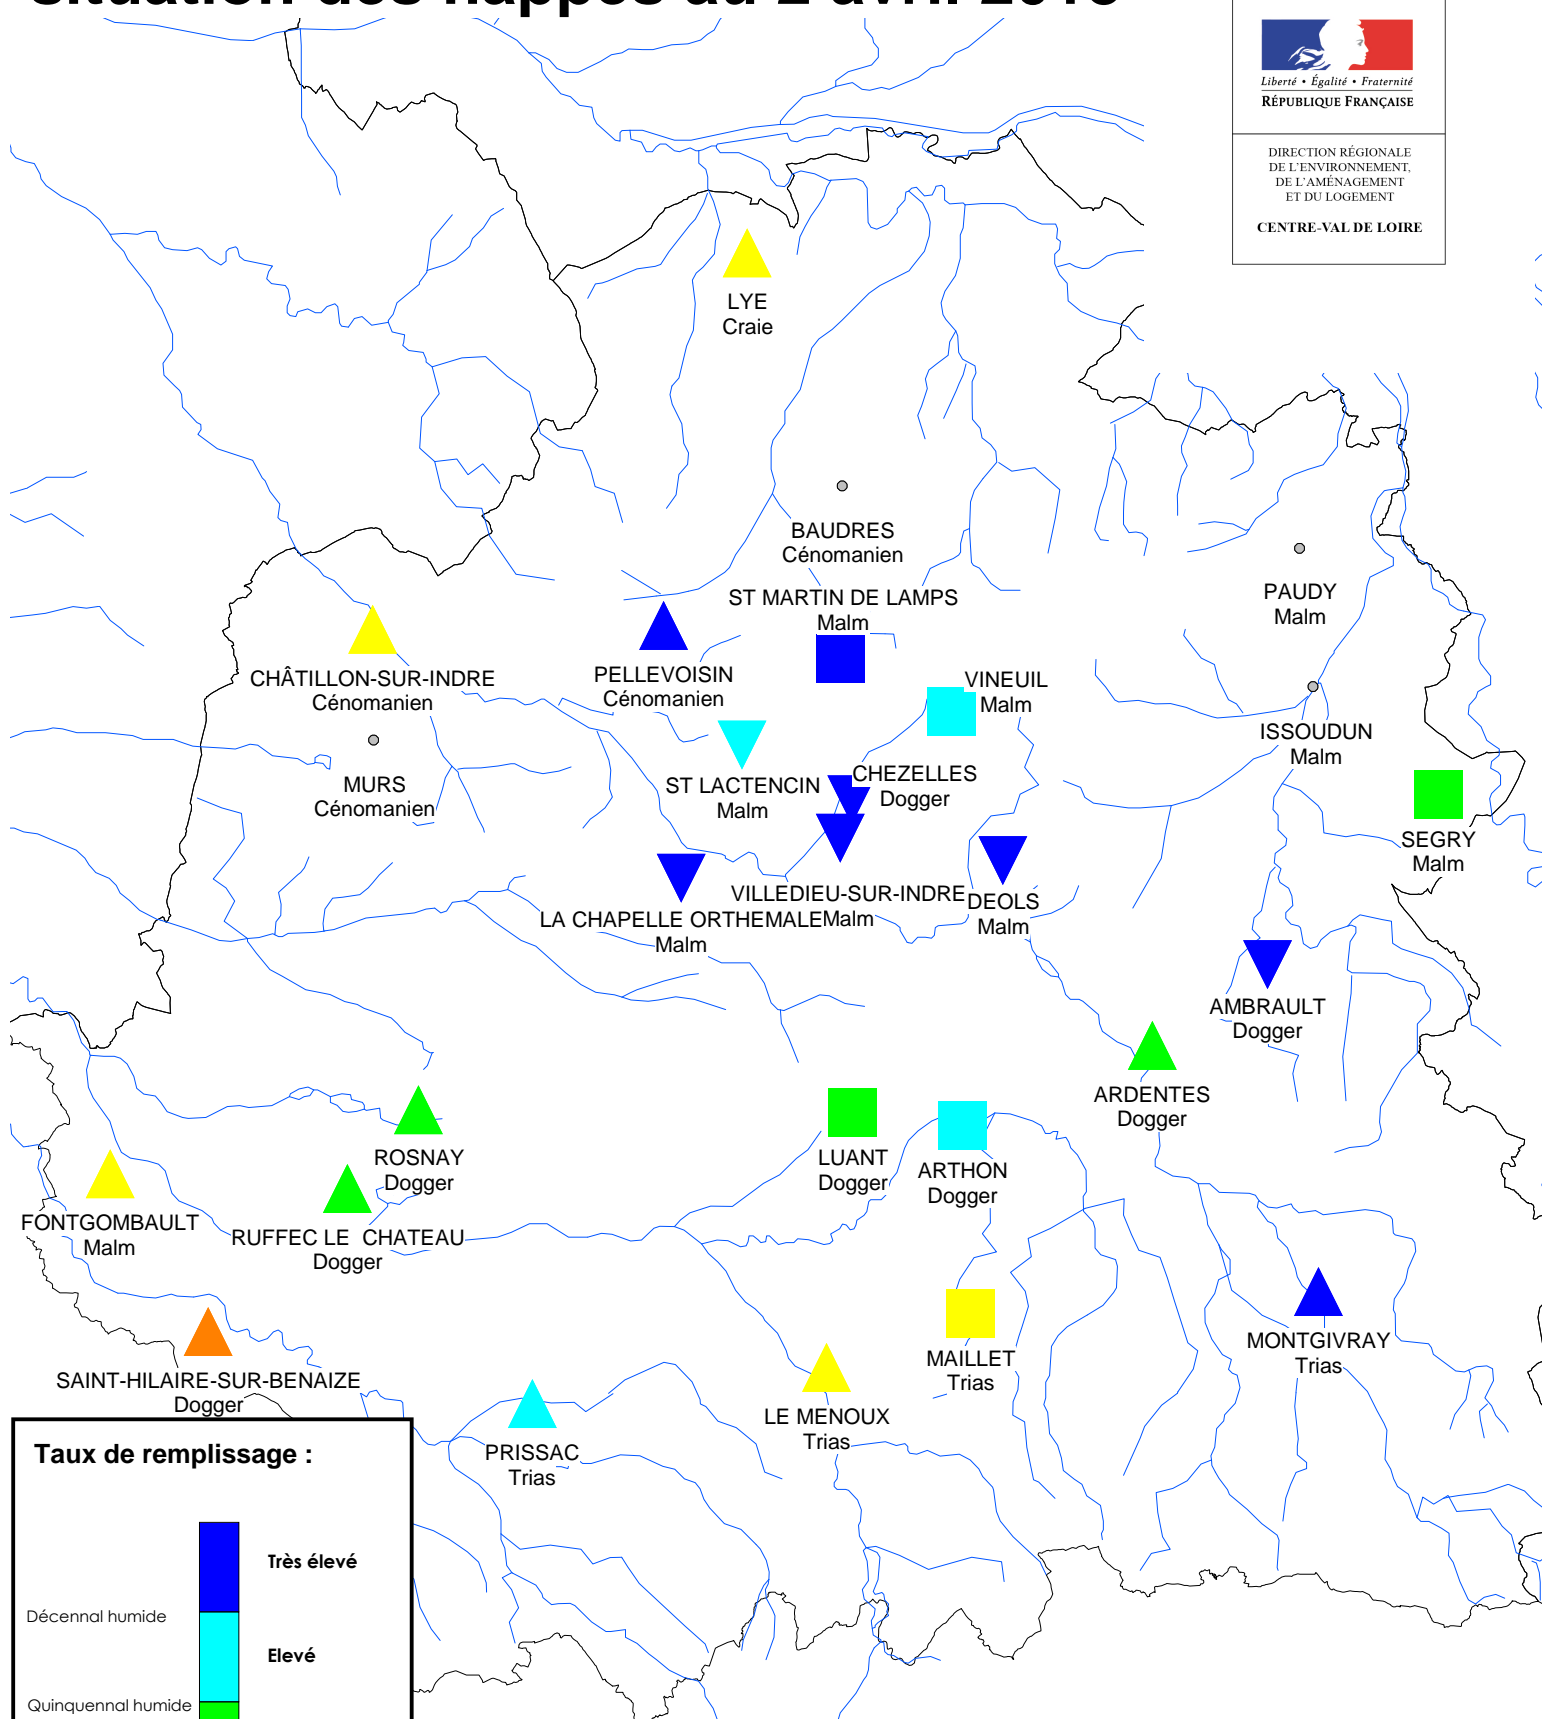 Liberté • Égalité • Fraternité
RÉPUBLIQUE FRANÇAISE
DIRECTION RÉGIONALE
DE L'ENVIRONNEMENT,
DE L'AMÉNAGEMENT
ET DU LOGEMENT
CENTRE-VAL DE LOIRE
LYE
Craie
BAUDRES
Cénomanien
PAUDY
Malm
ST MARTIN DE LAMPS
Malm
CHÂTILLON-SUR-INDRE
Cénomanien
PELLEVOISIN
Cénomanien
VINEUIL
Malm
ISSOUDUN
Malm
MURS
Cénomanien
ST LACTENCIN
Malm
CHEZELLES
Dogger
SEGRY
Malm
VILLEDIEU-SUR-INDRE
Malm
DEOLS
Malm
LA CHAPELLE ORTHEMALE
Malm
AMBRAULT
Dogger
ARDENTES
Dogger
ROSNAY
Dogger
LUANT
Dogger
ARTHON
Dogger
FONTGOMBAULT
Malm
RUFFEC LE CHATEAU
Dogger
MONTGIVRAY
Trias
MAILLET
Trias
SAINT-HILAIRE-SUR-BENAIZE
Dogger
LE MENOUX
Trias
PRISSAC
Trias
Taux de remplissage :
Très élevé
Décennal humide
Elevé
Quinquennal humide